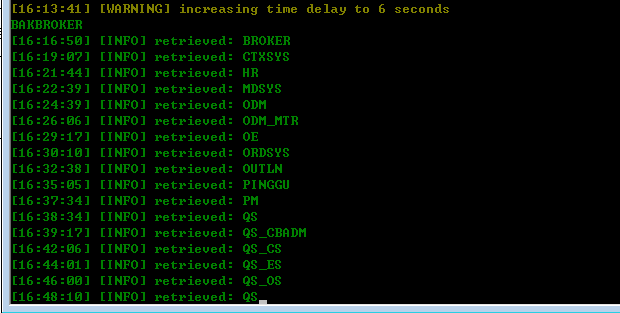 [16:13:41] [WARNING] increasing time delay to 6 seconds
BAKBROKER
[16:16:50] [INFO] retrieved: BROKER
[16:19:07] [INFO] retrieved: CTXSYS
[16:21:44] [INFO] retrieved: HR
[16:22:39] [INFO] retrieved: MDSYS
[16:24:39] [INFO] retrieved: ODM
[16:26:06] [INFO] retrieved: ODM_MTR
[16:29:17] [INFO] retrieved: OE
[16:30:10] [INFO] retrieved: ORDSYS
[16:32:38] [INFO] retrieved: OUTLN
[16:35:05] [INFO] retrieved: PINGGU
[16:37:34] [INFO] retrieved: PM
[16:38:34] [INFO] retrieved: QS
[16:39:17] [INFO] retrieved: QS_CBADM
[16:42:06] [INFO] retrieved: QS_CS
[16:44:01] [INFO] retrieved: QS_ES
[16:46:00] [INFO] retrieved: QS_OS
[16:48:10] [INFO] retrieved: QS_